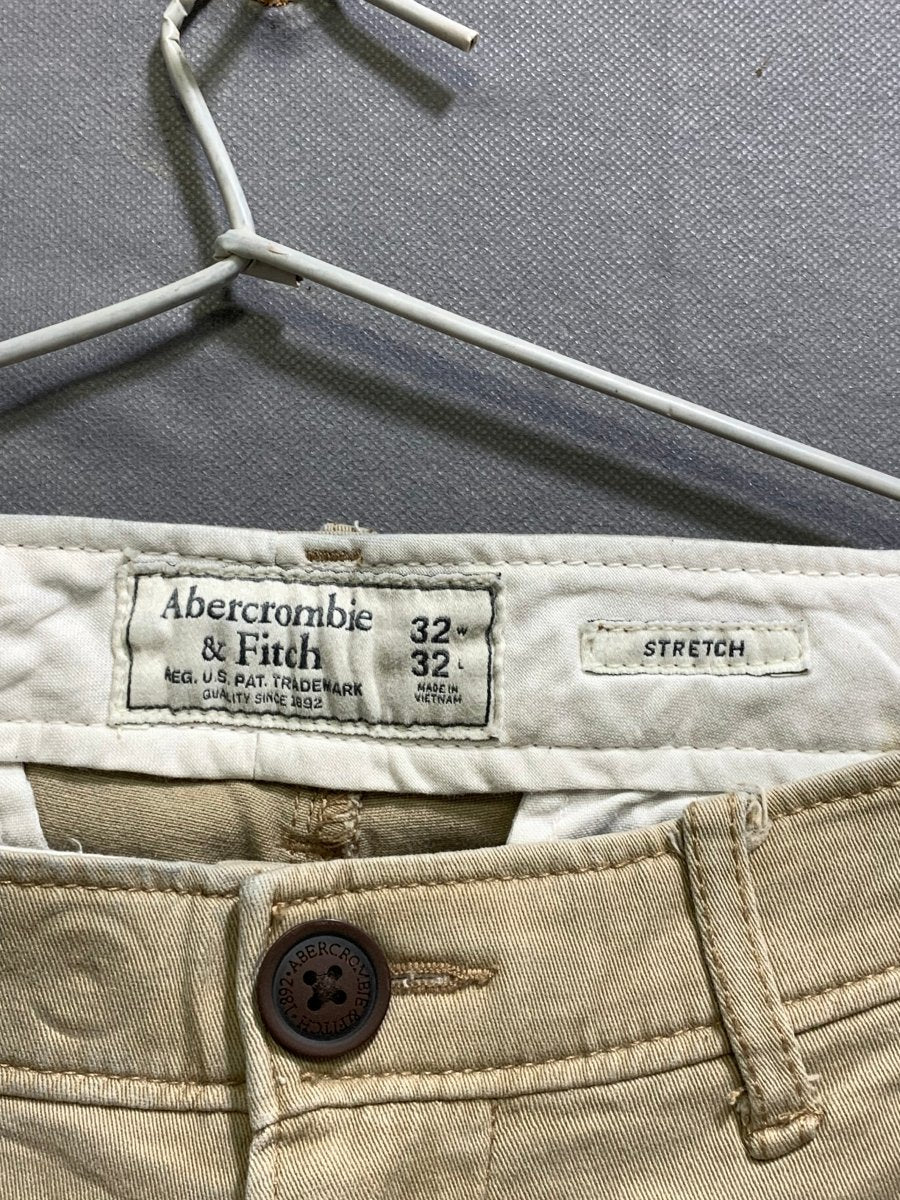 Abercrombie
& Fitch
REG. U.S. PAT. TRADEMARK
QUALITY SINCE 1892
32 W
32 L
MADE IN
VIETNAM
STRETCH
ABERCROMBIE & FITCH • 1892 •